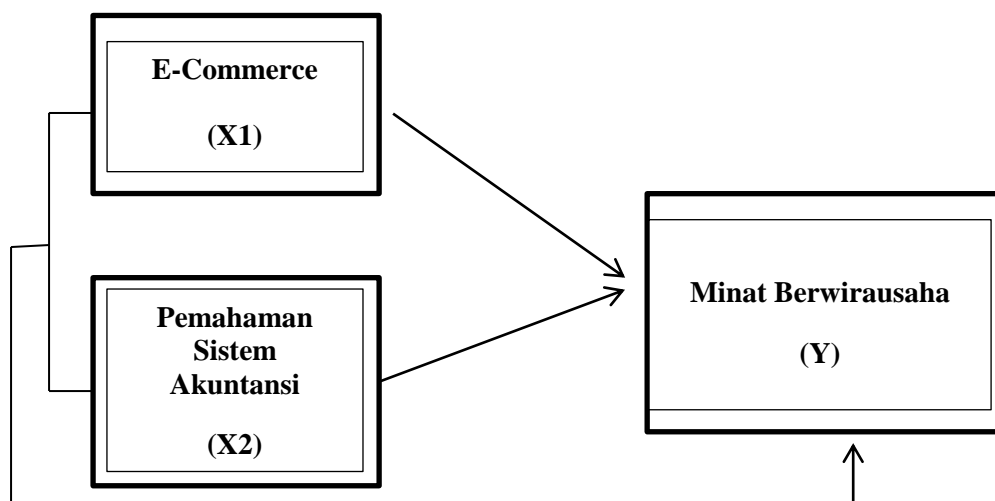 E-Commerce
(X1)
Pemahaman
Sistem
Akuntansi
(X2)
Minat Berwirausaha
(Y)